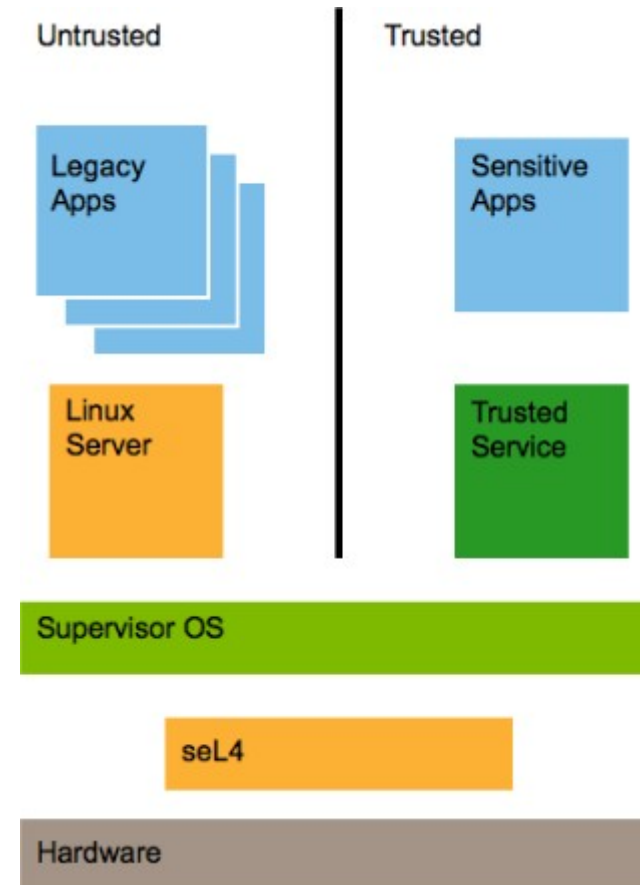 Untrusted
Trusted
Legacy
Apps
Sensitive
Apps
Linux
Server
Trusted
Service
Supervisor OS
seL4
Hardware